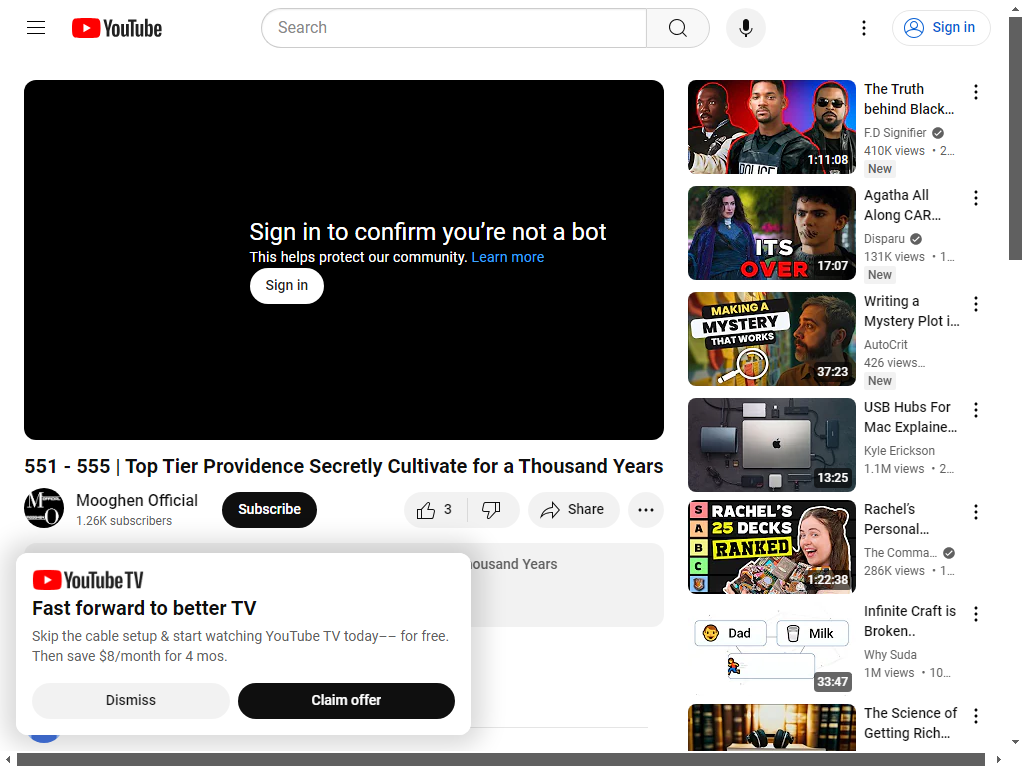 YouTube
Search
Sign in
Sign in to confirm you’re not a bot
This helps protect our community. Learn more
Sign in
551 - 555 | Top Tier Providence Secretly Cultivate for a Thousand Years
Mooghen Official
1.26K subscribers
Subscribe
3
Share
housand Years
YouTube TV
Fast forward to better TV
Skip the cable setup & start watching YouTube TV today–– for free.
Then save $8/month for 4 mos.
Dismiss
Claim offer
POLICE
1:11:08
The Truth
behind Black…
F.D Signifier
410K views • 2…
New
ITS
OVER
17:07
Agatha All
Along CAR…
Disparu
131K views • 1…
New
MAKING A
MYSTERY
THAT WORKS
37:23
Writing a
Mystery Plot i…
AutoCrit
426 views…
New
13:25
USB Hubs For
Mac Explaine…
Kyle Erickson
1.1M views • 2…
S
A
B
C
RACHEL'S
25 DECKS
RANKED
1:22:38
Rachel’s
Personal…
The Comma…
286K views • 1…
Dad
Milk
33:47
Infinite Craft is
Broken..
Why Suda
1M views • 10…
The Science of
Getting Rich…